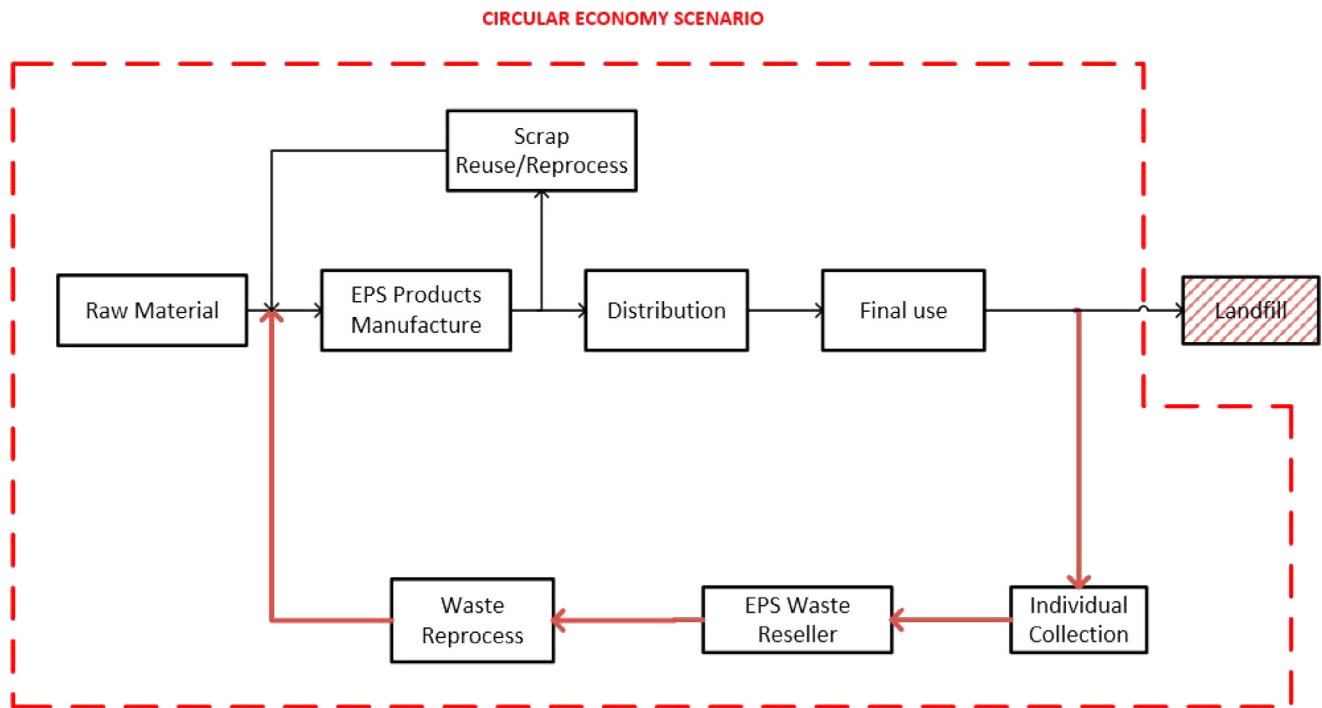 CIRCULAR ECONOMY SCENARIO
Scrap
Reuse/Reprocess
Raw Material
EPS Products
Manufacture
Distribution
Final use
Landfill
Waste
Reprocess
EPS Waste
Reseller
Individual
Collection